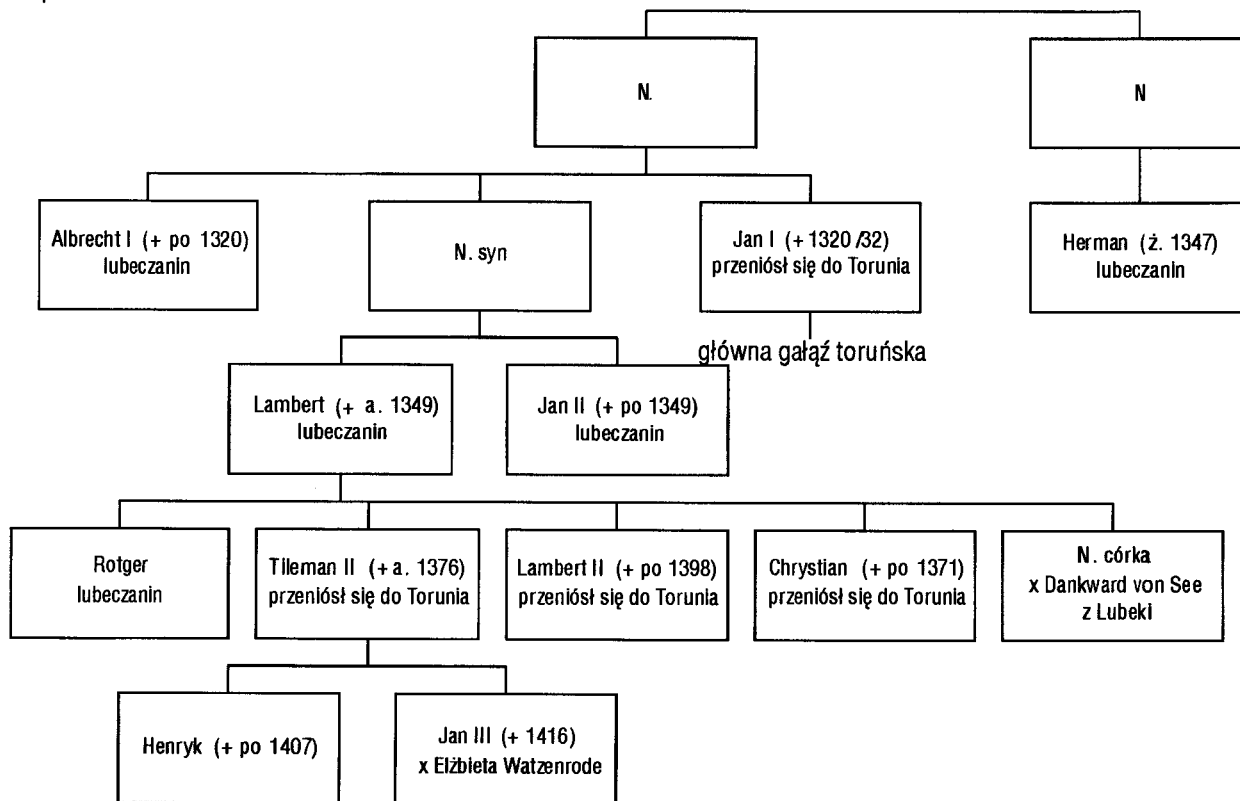 N.
N
Albrecht I (+ po 1320)
lubeczanin
N. syn
Jan I (+ 1320 /32)
przeniósł się do Torunia
Herman (ż. 1347)
lubeczanin
główna gałąź toruńska
Lambert (+ a. 1349)
lubeczanin
Jan II (+ po 1349)
lubeczanin
Rotger
lubeczanin
Tileman II (+ a. 1376)
przeniósł się do Torunia
Lambert II (+ po 1398)
przeniósł się do Torunia
Chrystian (+ po 1371)
przeniósł się do Torunia
N. córka
x Dankward von See
z Lubeki
Henryk (+ po 1407)
Jan III (+ 1416)
x Elżbieta Watzenrode